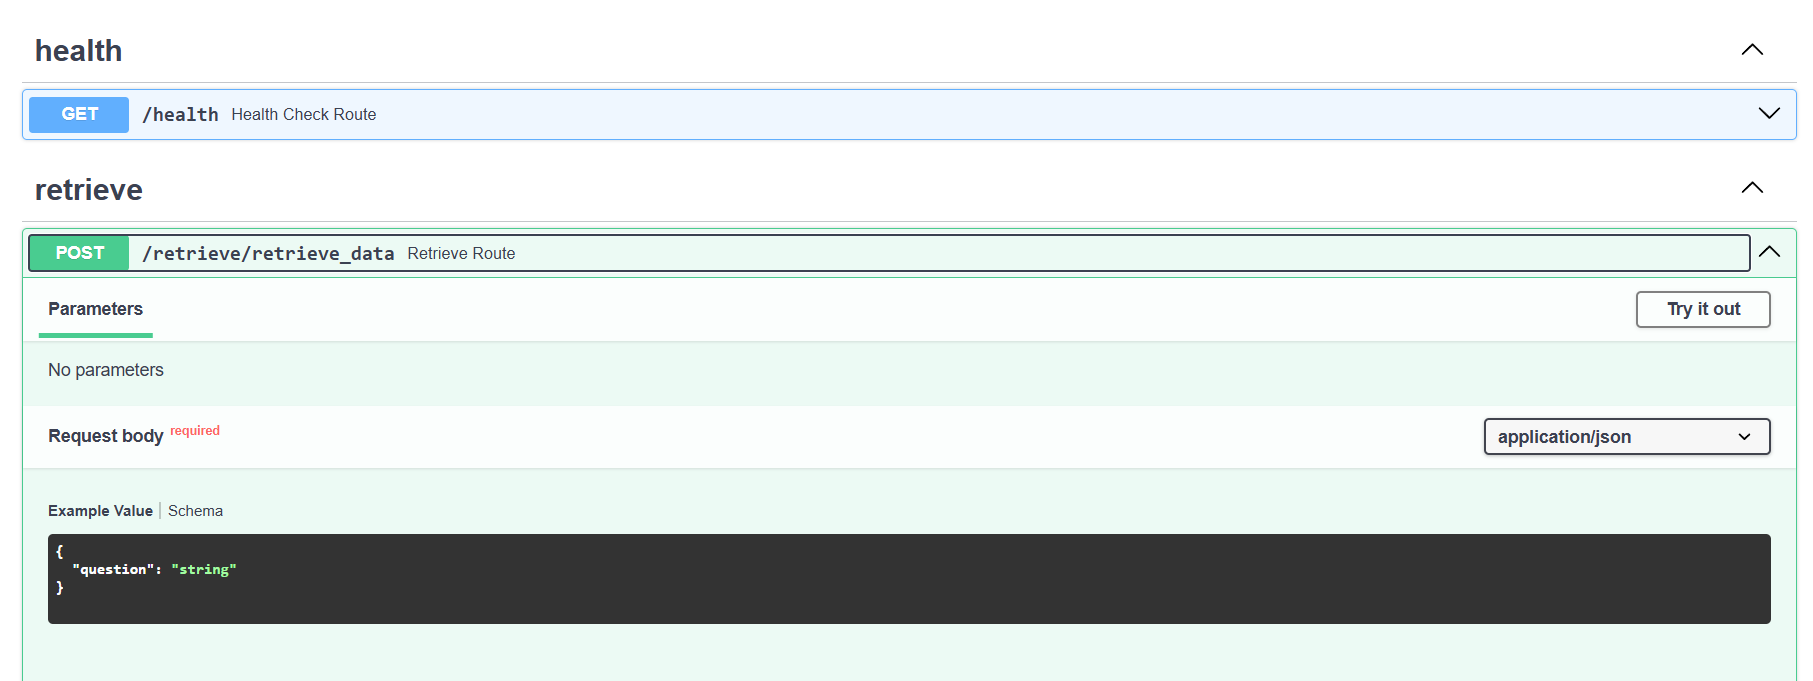 health
GET /health Health Check Route
retrieve
POST /retrieve/retrieve_data Retrieve Route
Parameters Try it out
No parameters
Request body required application/json
Example Value | Schema
{
  "question": "string"
}